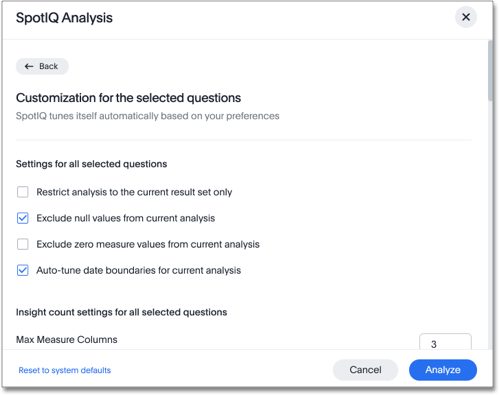 SpotIQ Analysis
Back
Customization for the selected questions
SpotIQ tunes itself automatically based on your preferences
Settings for all selected questions
Restrict analysis to the current result set only
Exclude null values from current analysis
Exclude zero measure values from current analysis
Auto-tune date boundaries for current analysis
Insight count settings for all selected questions
Max Measure Columns 3
Reset to system defaults Cancel Analyze